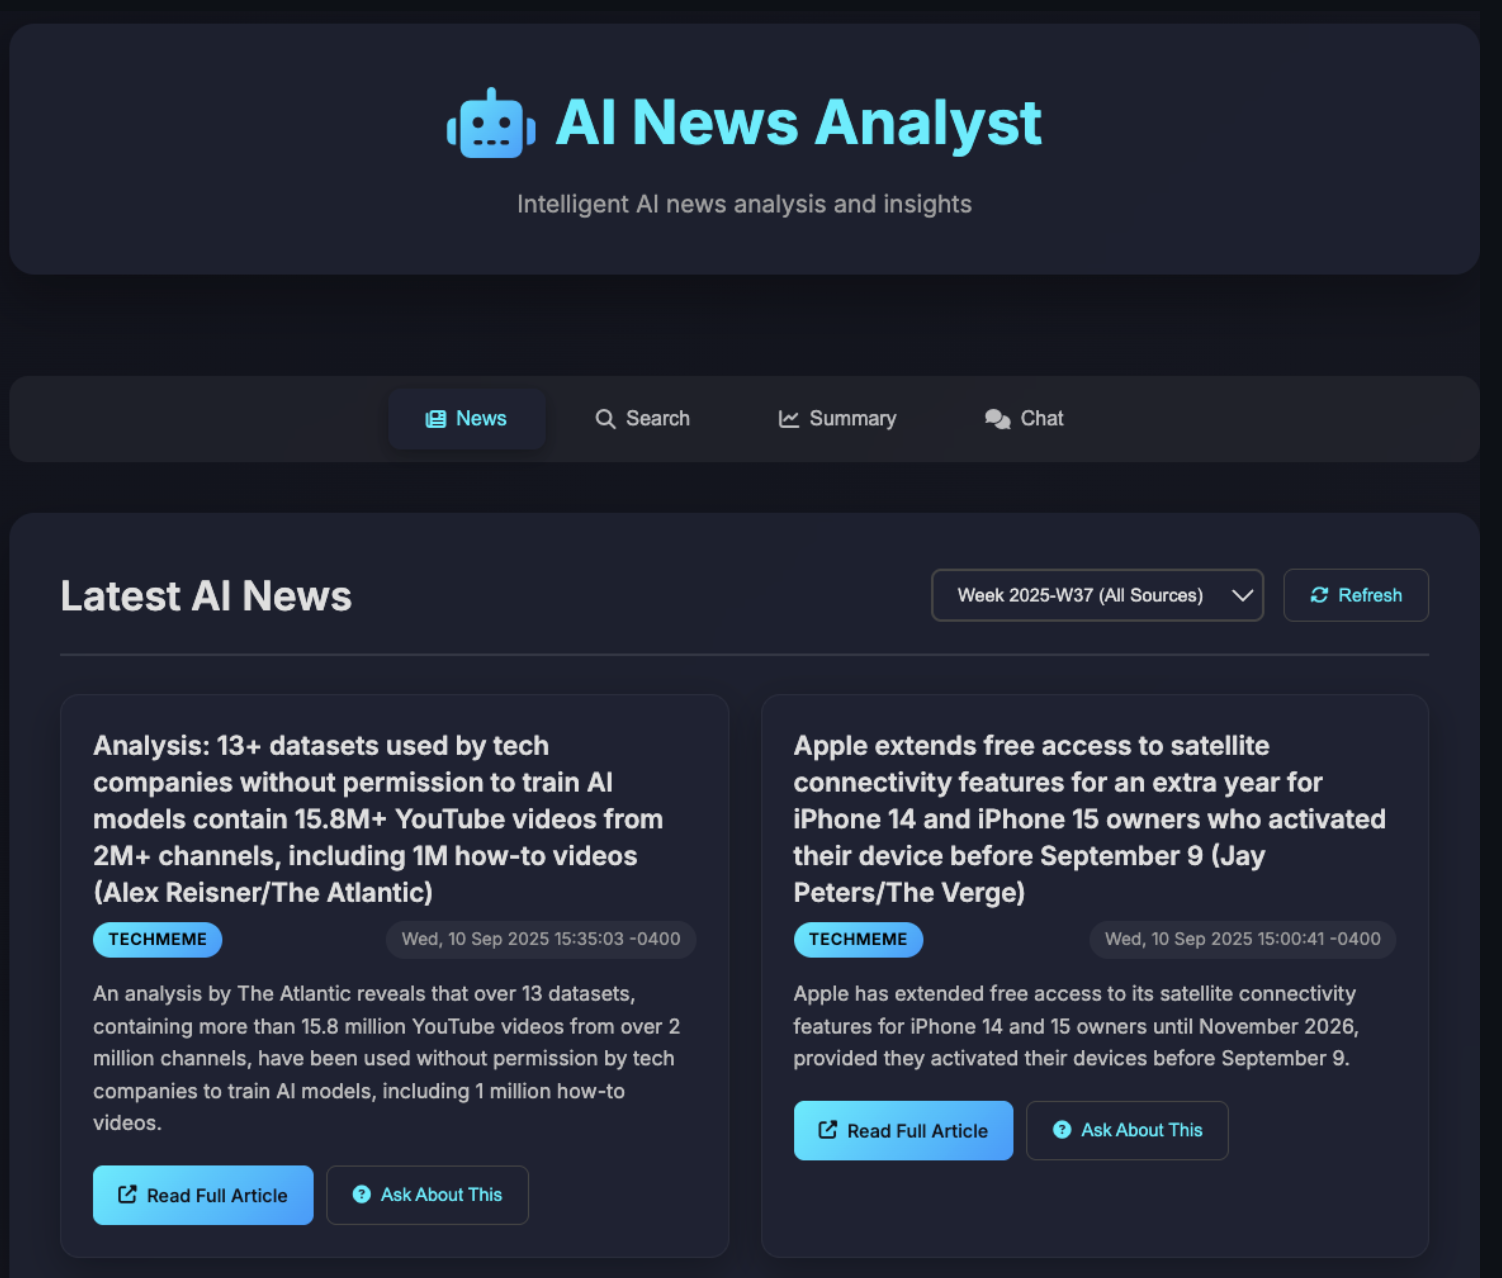 AI News Analyst
Intelligent AI news analysis and insights
News
Search
Summary
Chat
Latest AI News
Week 2025-W37 (All Sources)
Refresh
Analysis: 13+ datasets used by tech
companies without permission to train AI
models contain 15.8M+ YouTube videos from
2M+ channels, including 1M how-to videos
(Alex Reisner/The Atlantic)
TECHMEME
Wed, 10 Sep 2025 15:35:03 -0400
An analysis by The Atlantic reveals that over 13 datasets,
containing more than 15.8 million YouTube videos from over 2
million channels, have been used without permission by tech
companies to train AI models, including 1 million how-to
videos.
Read Full Article
Ask About This
Apple extends free access to satellite
connectivity features for an extra year for
iPhone 14 and iPhone 15 owners who activated
their device before September 9 (Jay
Peters/The Verge)
TECHMEME
Wed, 10 Sep 2025 15:00:41 -0400
Apple has extended free access to its satellite connectivity
features for iPhone 14 and 15 owners until November 2026,
provided they activated their devices before September 9.
Read Full Article
Ask About This